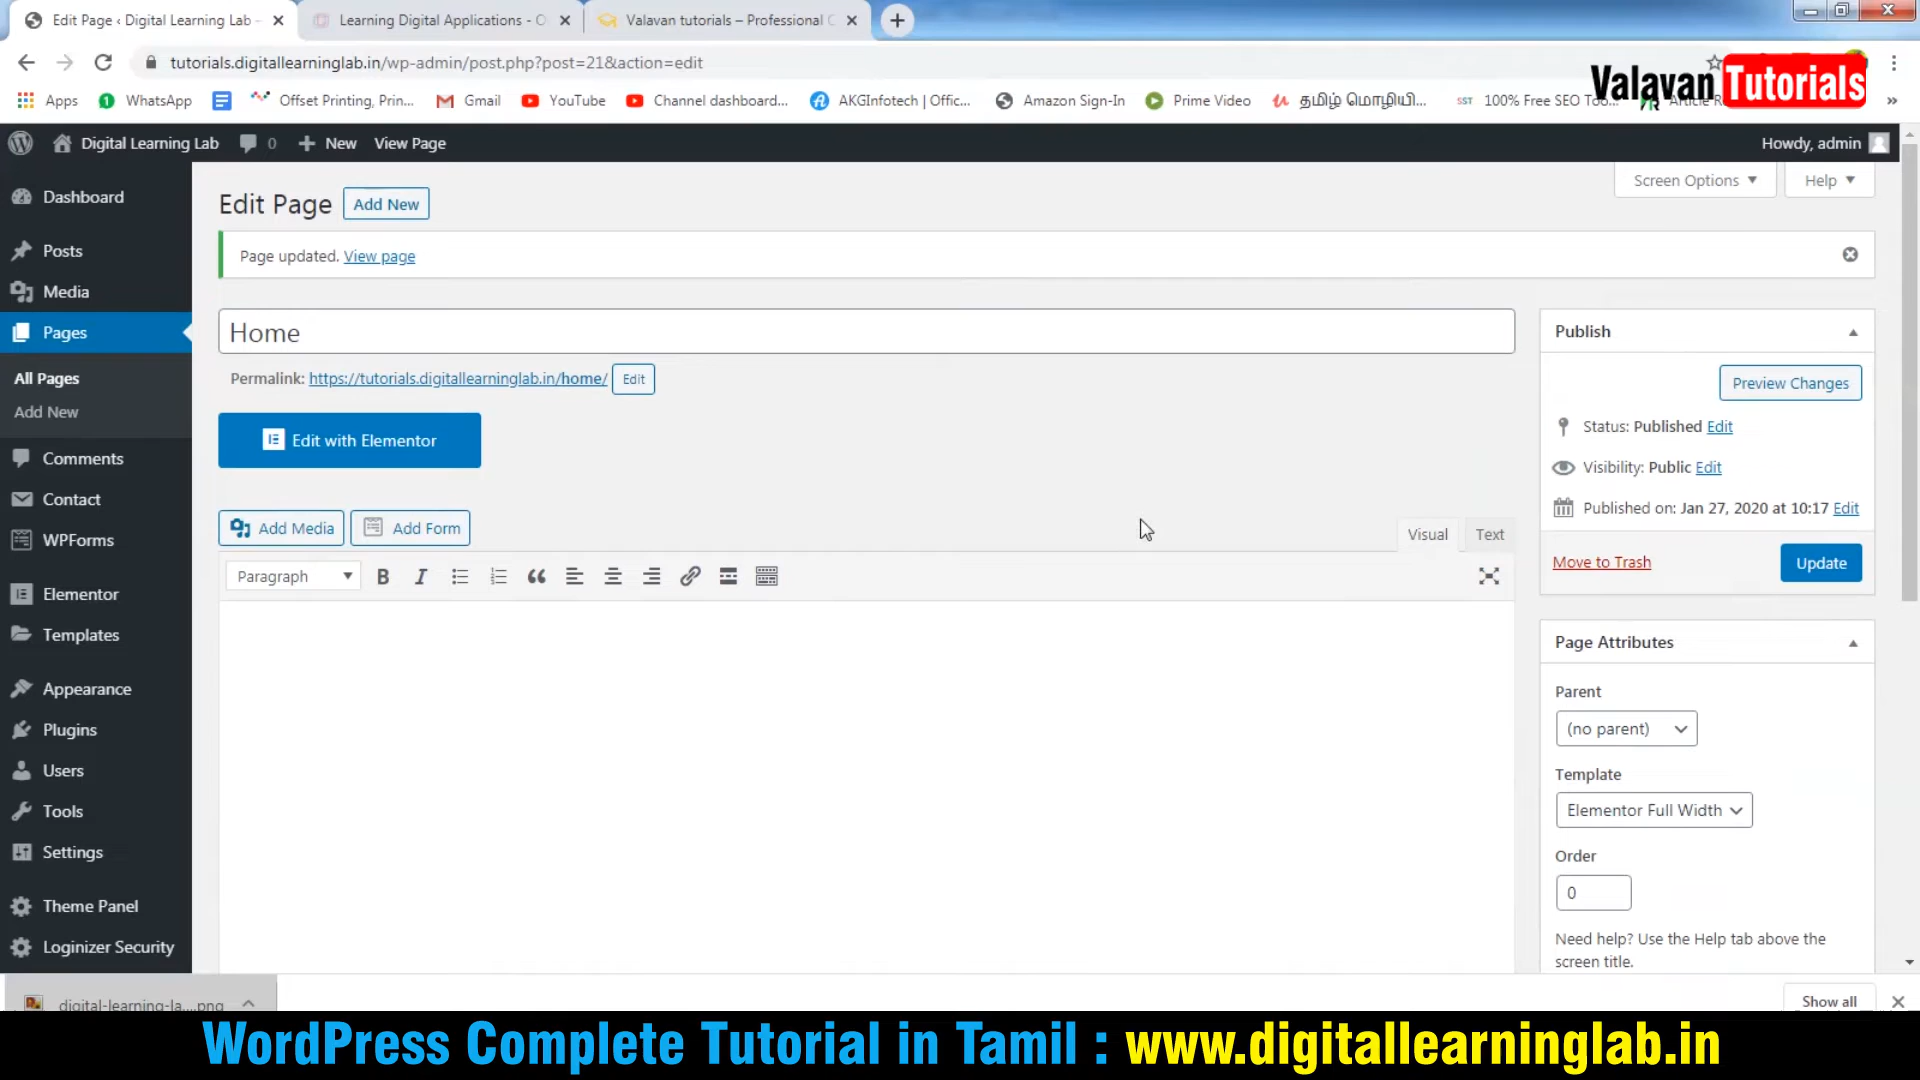 Edit Page ‹ Digital Learning Lab -
Learning Digital Applications - O
Valavan tutorials – Professional C
tutorials.digitallearninglab.in/wp-admin/post.php?post=21&action=edit
Valavan Tutorials
Apps
WhatsApp
Offset Printing, Prin...
Gmail
YouTube
Channel dashboard...
AKGInfotech | Offic...
Amazon Sign-In
Prime Video
தமிழ் மொழியி...
SST 100% Free SEO Too...
»
Digital Learning Lab
0
New
View Page
Howdy, admin
Dashboard
Posts
Media
Pages
All Pages
Add New
Comments
Contact
WPForms
Elementor
Templates
Appearance
Plugins
Users
Tools
Settings
Theme Panel
Loginizer Security
Screen Options
Help
Edit Page Add New
Page updated. View page
Home
Permalink: https://tutorials.digitallearninglab.in/home/ Edit
Edit with Elementor
Add Media
Add Form
Visual
Text
Paragraph
B I
Publish
Preview Changes
Status: Published Edit
Visibility: Public Edit
Published on: Jan 27, 2020 at 10:17 Edit
Move to Trash
Update
Page Attributes
Parent
(no parent)
Template
Elementor Full Width
Order
0
Need help? Use the Help tab above the
screen title.
digital-learning-la....png
Show all
WordPress Complete Tutorial in Tamil : www.digitallearninglab.in